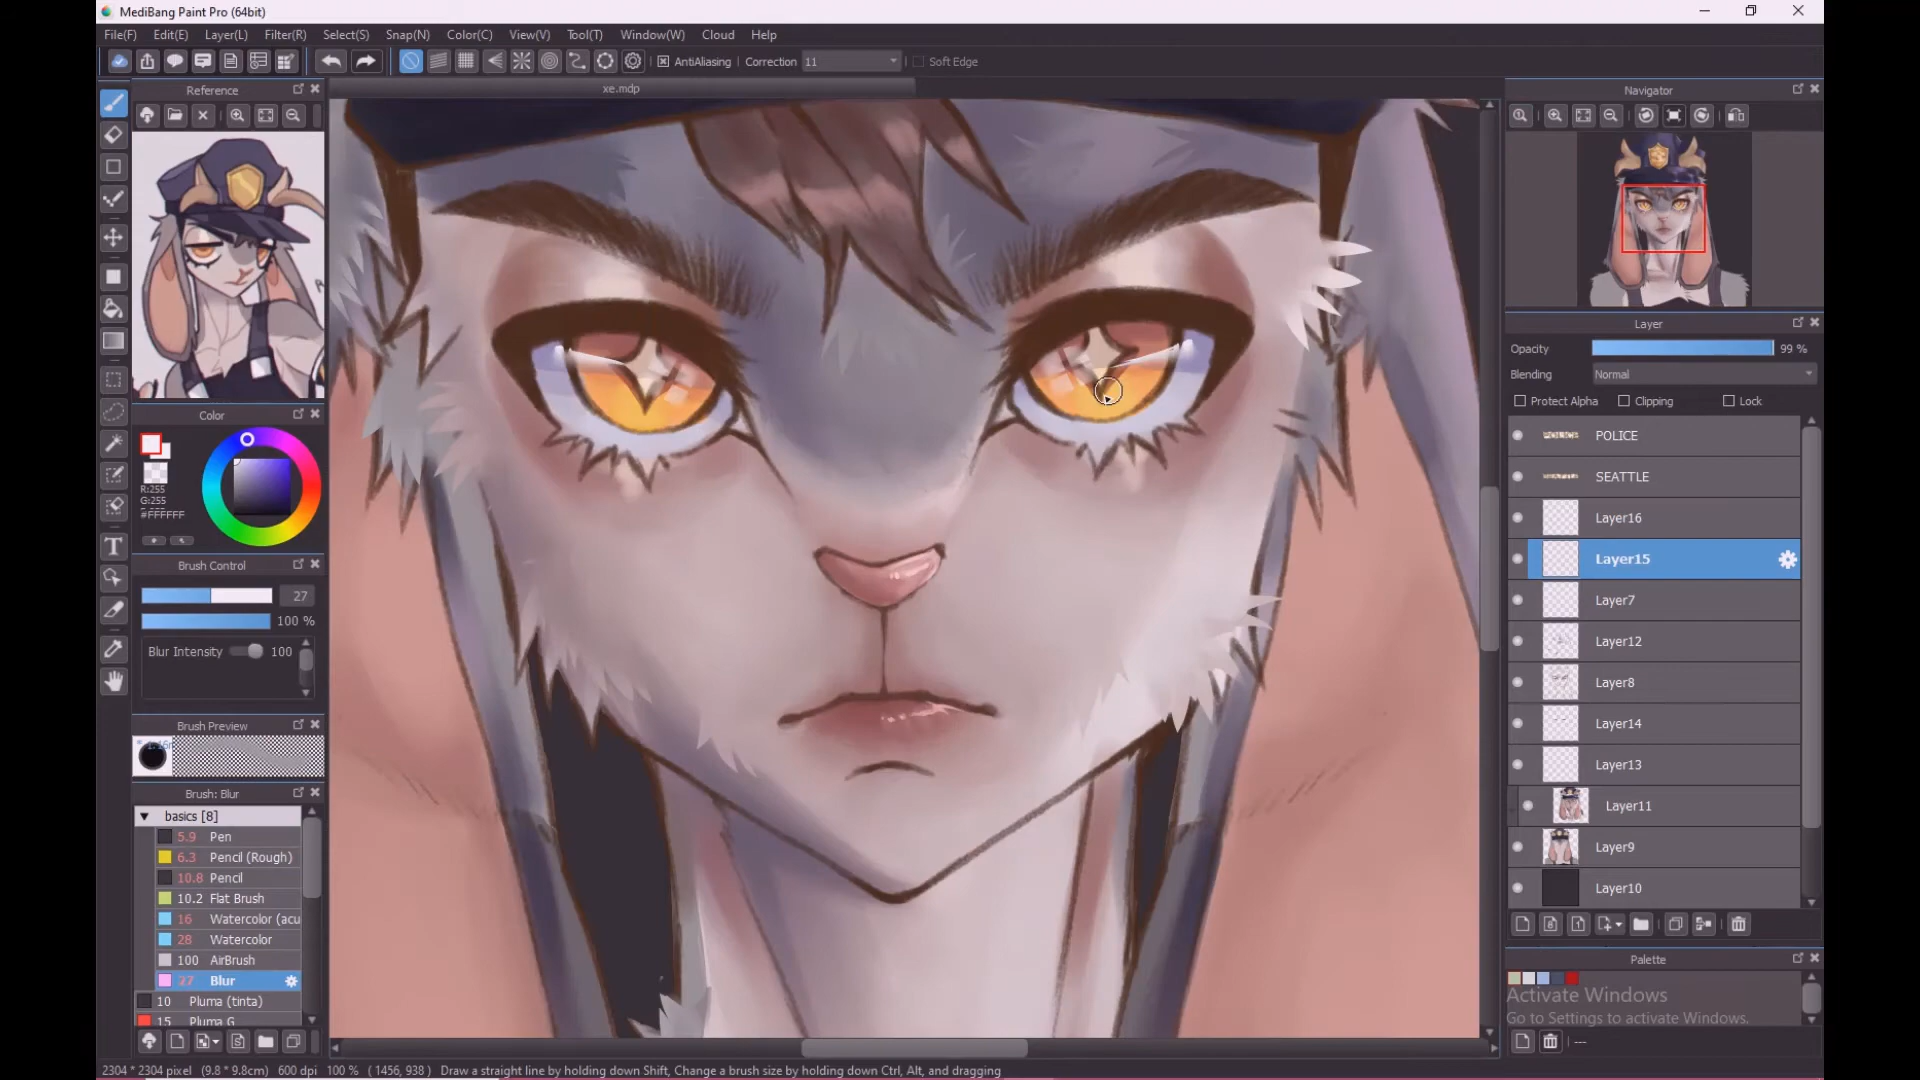 MediBang Paint Pro (64bit)
File(F) Edit(E) Layer(L) Filter(R) Select(S) Snap(N) Color(C) View(V) Tool(T) Window(W) Cloud Help
AntiAliasing Correction 11 Soft Edge
Reference
xe.mdp
Navigator
Layer
Opacity 99 %
Blending Normal
Protect Alpha Clipping Lock
POLICE
SEATTLE
Layer16
Layer15
Layer7
Layer12
Layer8
Layer14
Layer13
Layer11
Layer9
Layer10
Color
R:255
G:255
#FFFFFF
Brush Control
27
100 %
Blur Intensity 100
Brush Preview
Brush: Blur
basics [8]
5.9 Pen
6.3 Pencil (Rough)
10.8 Pencil
10.2 Flat Brush
16 Watercolor (acu
28 Watercolor
100 AirBrush
27 Blur
10 Pluma (tinta)
15 Pluma G
Palette
Activate Windows
Go to Settings to activate Windows.
---
2304 * 2304 pixel (9.8 * 9.8cm) 600 dpi 100 % ( 1456, 938 ) Draw a straight line by holding down Shift, Change a brush size by holding down Ctrl, Alt, and dragging